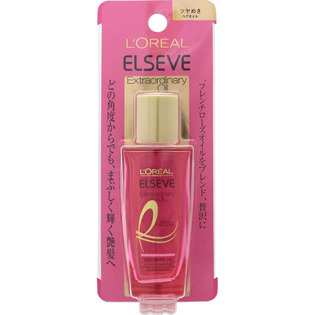 ツヤめき
ヘアオイル
L'ORÉAL
ELSEVE
Extraordinary
OIL
フレンチローズオイルをブレンド。贅沢に
どの角度からでも、まぶしく輝く艶髪へ
L'ORÉAL
ELSEVE
Extraordinary
OIL